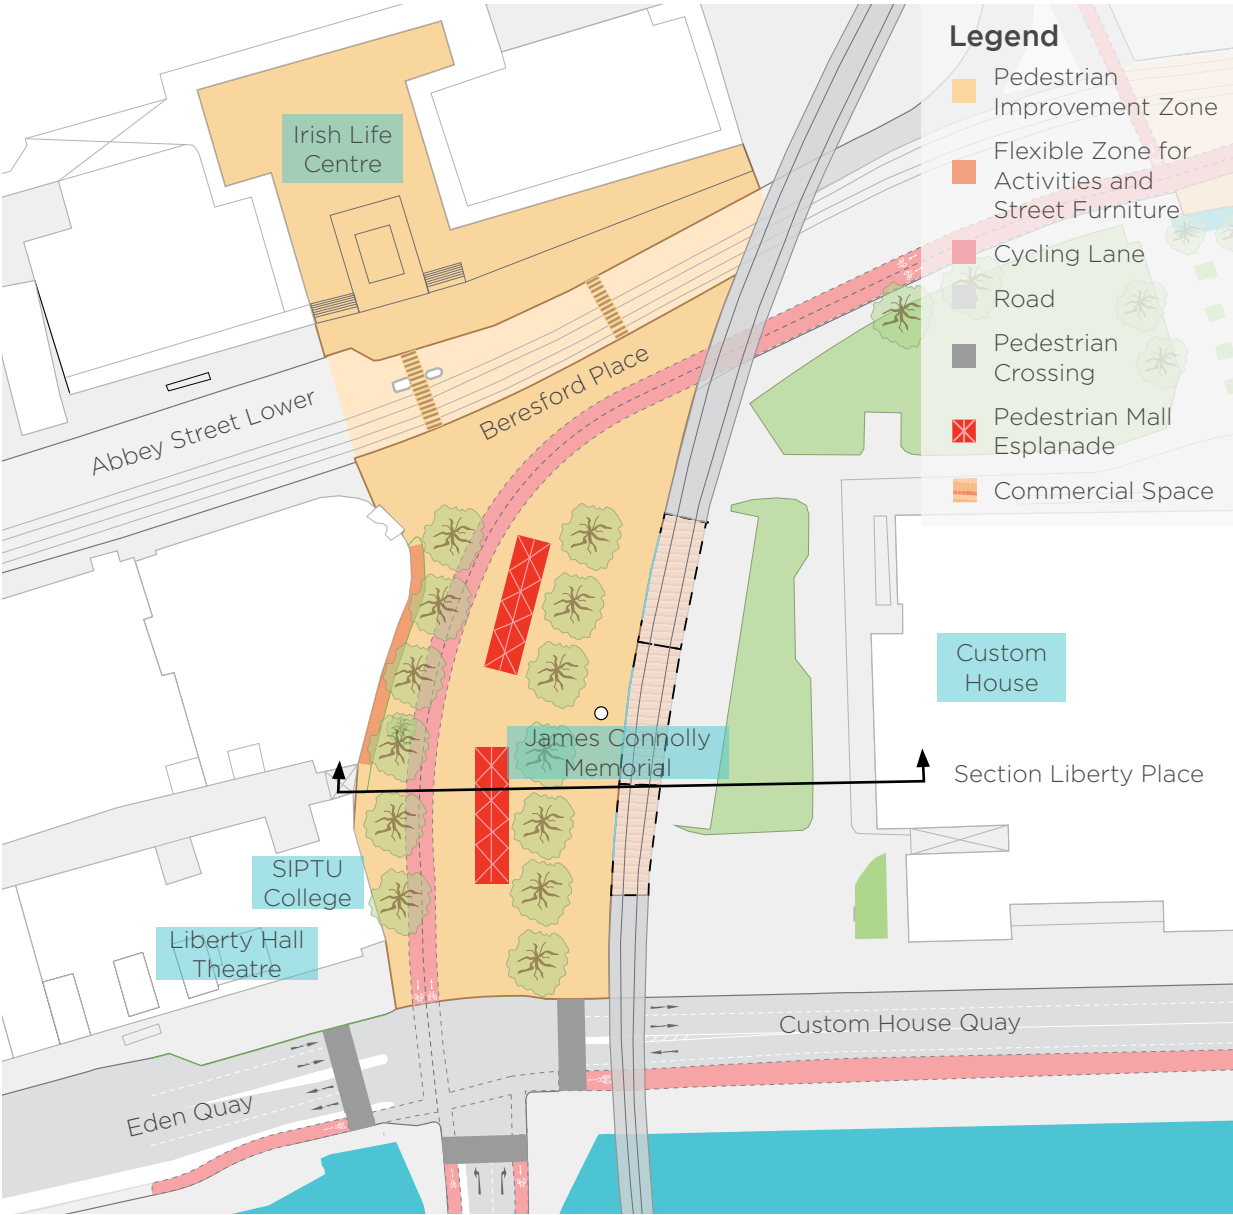 Legend
Pedestrian
Improvement Zone
Flexible Zone for
Activities and
Street Furniture
Cycling Lane
Road
Pedestrian
Crossing
Pedestrian Mall
Esplanade
Commercial Space
Irish Life
Centre
Beresford Place
Abbey Street Lower
Custom
House
James Connolly
Memorial
Section Liberty Place
SIPTU
College
Liberty Hall
Theatre
Custom House Quay
Eden Quay